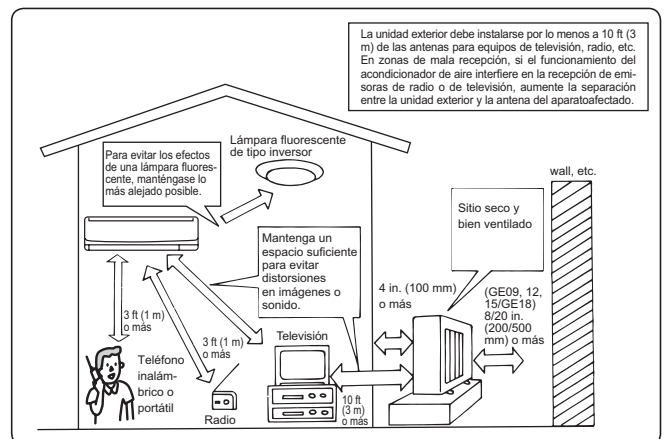 La unidad exterior debe instalarse por lo menos a 10 ft (3
m) de las antenas para equipos de televisión, radio, etc.
En zonas de mala recepción, si el funcionamiento del
acondicionador de aire interfiere en la recepción de emi-
soras de radio o de televisión, aumente la separación
entre la unidad exterior y la antena del aparatoafectado.
Lámpara fluorescente
de tipo inversor
Para evitar los efectos
de una lámpara fluores-
cente, manténgase lo
más alejado posible.
wall, etc.
Sitio seco y
bien ventilado
Mantenga un
espacio suficiente
para evitar
distorsiones
en imágenes o
sonido.
4 in. (100 mm)
o más
(GE09, 12,
15/GE18)
8/20 in.
(200/500
mm) o más
3 ft (1 m)
o más
3 ft (1 m)
o más
Televisión
Teléfono
inalám-
brico o
portátil
Radio
10 ft
(3 m)
o más